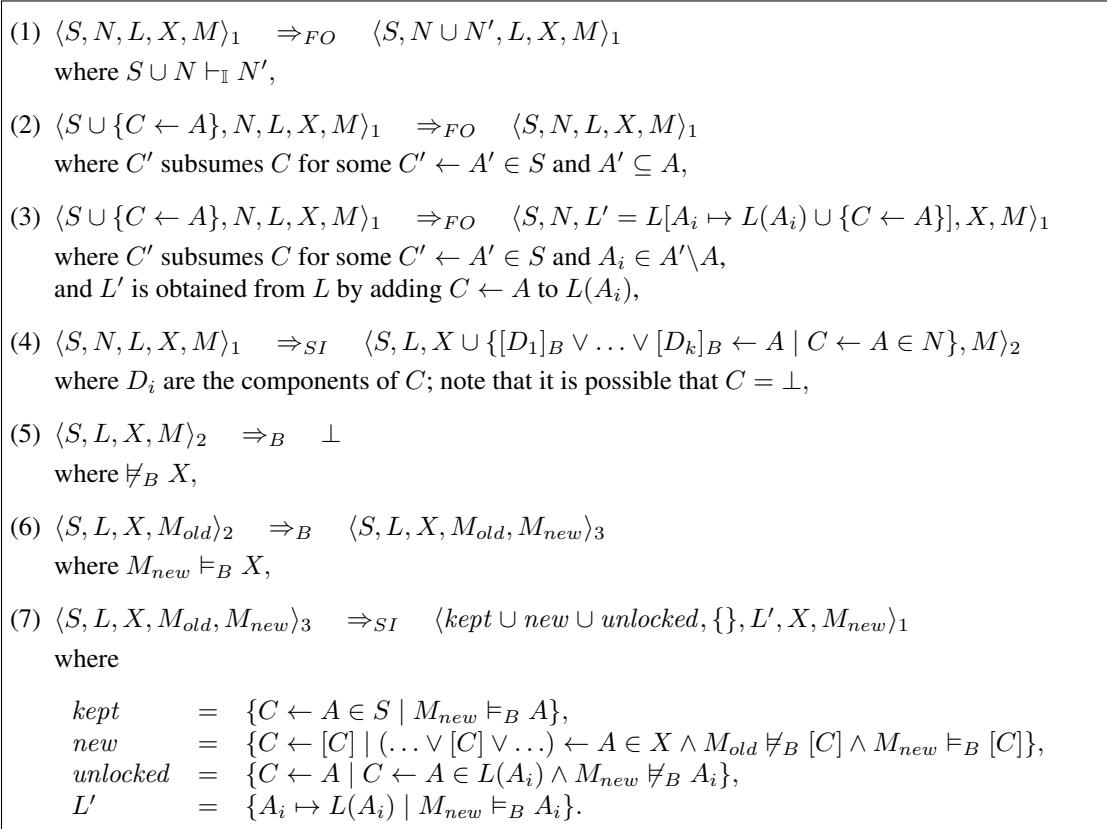 (1) ⟨S, N, L, X, M⟩₁ ⇒_FO ⟨S, N ∪ N′, L, X, M⟩₁
where S ∪ N ⊢_𝕀 N′,
(2) ⟨S ∪ {C ← A}, N, L, X, M⟩₁ ⇒_FO ⟨S, N, L, X, M⟩₁
where C′ subsumes C for some C′ ← A′ ∈ S and A′ ⊆ A,
(3) ⟨S ∪ {C ← A}, N, L, X, M⟩₁ ⇒_FO ⟨S, N, L′ = L[A_i ↦ L(A_i) ∪ {C ← A}], X, M⟩₁
where C′ subsumes C for some C′ ← A′ ∈ S and A_i ∈ A′\A,
and L′ is obtained from L by adding C ← A to L(A_i),
(4) ⟨S, N, L, X, M⟩₁ ⇒_SI ⟨S, L, X ∪ {[D₁]_B ∨ … ∨ [D_k]_B ← A | C ← A ∈ N}, M⟩₂
where D_i are the components of C; note that it is possible that C = ⊥,
(5) ⟨S, L, X, M⟩₂ ⇒_B ⊥
where ⊭_B X,
(6) ⟨S, L, X, M_old⟩₂ ⇒_B ⟨S, L, X, M_old, M_new⟩₃
where M_new ⊨_B X,
(7) ⟨S, L, X, M_old, M_new⟩₃ ⇒_SI ⟨kept ∪ new ∪ unlocked, {}, L′, X, M_new⟩₁
where
kept = {C ← A ∈ S | M_new ⊨_B A},
new = {C ← [C] | (… ∨ [C] ∨ …) ← A ∈ X ∧ M_old ⊭_B [C] ∧ M_new ⊨_B [C]},
unlocked = {C ← A | C ← A ∈ L(A_i) ∧ M_new ⊭_B A_i},
L′ = {A_i ↦ L(A_i) | M_new ⊨_B A_i}.